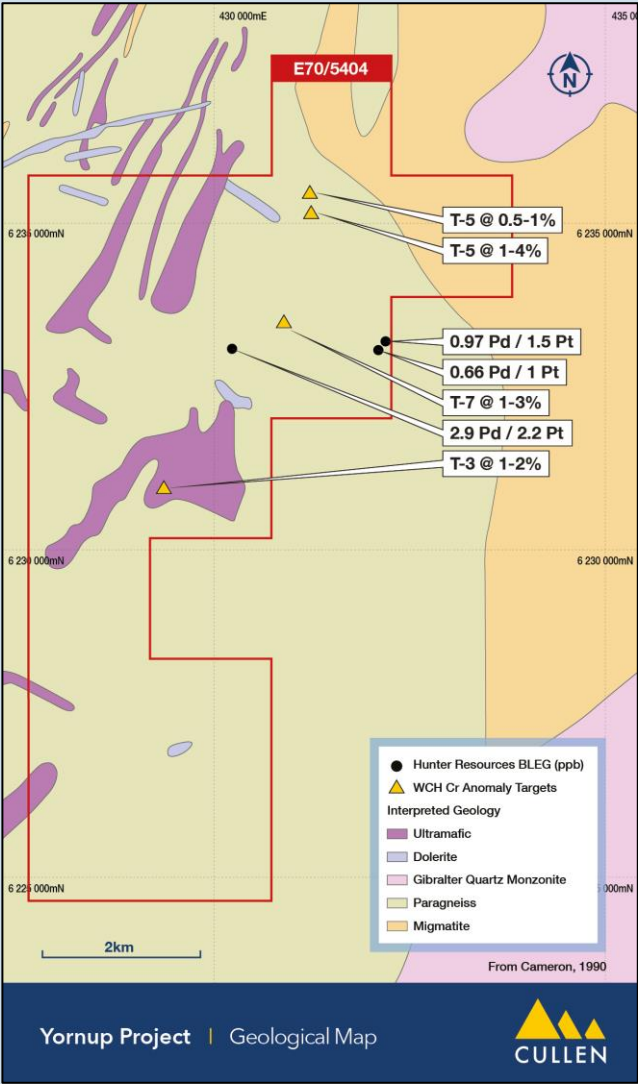 430 000mE
435 0
E70/5404
N
T-5 @ 0.5-1%
6 235 000mN
6 235 000mN
T-5 @ 1-4%
0.97 Pd / 1.5 Pt
0.66 Pd / 1 Pt
T-7 @ 1-3%
2.9 Pd / 2.2 Pt
T-3 @ 1-2%
6 230 000mN
6 230 000mN
Hunter Resources BLEG (ppb)
WCH Cr Anomaly Targets
Interpreted Geology
Ultramafic
Dolerite
Gibralter Quartz Monzonite
Paragneiss
Migmatite
6 225 000mN
5 000mN
2km
From Cameron, 1990
Yornup Project | Geological Map
CULLEN